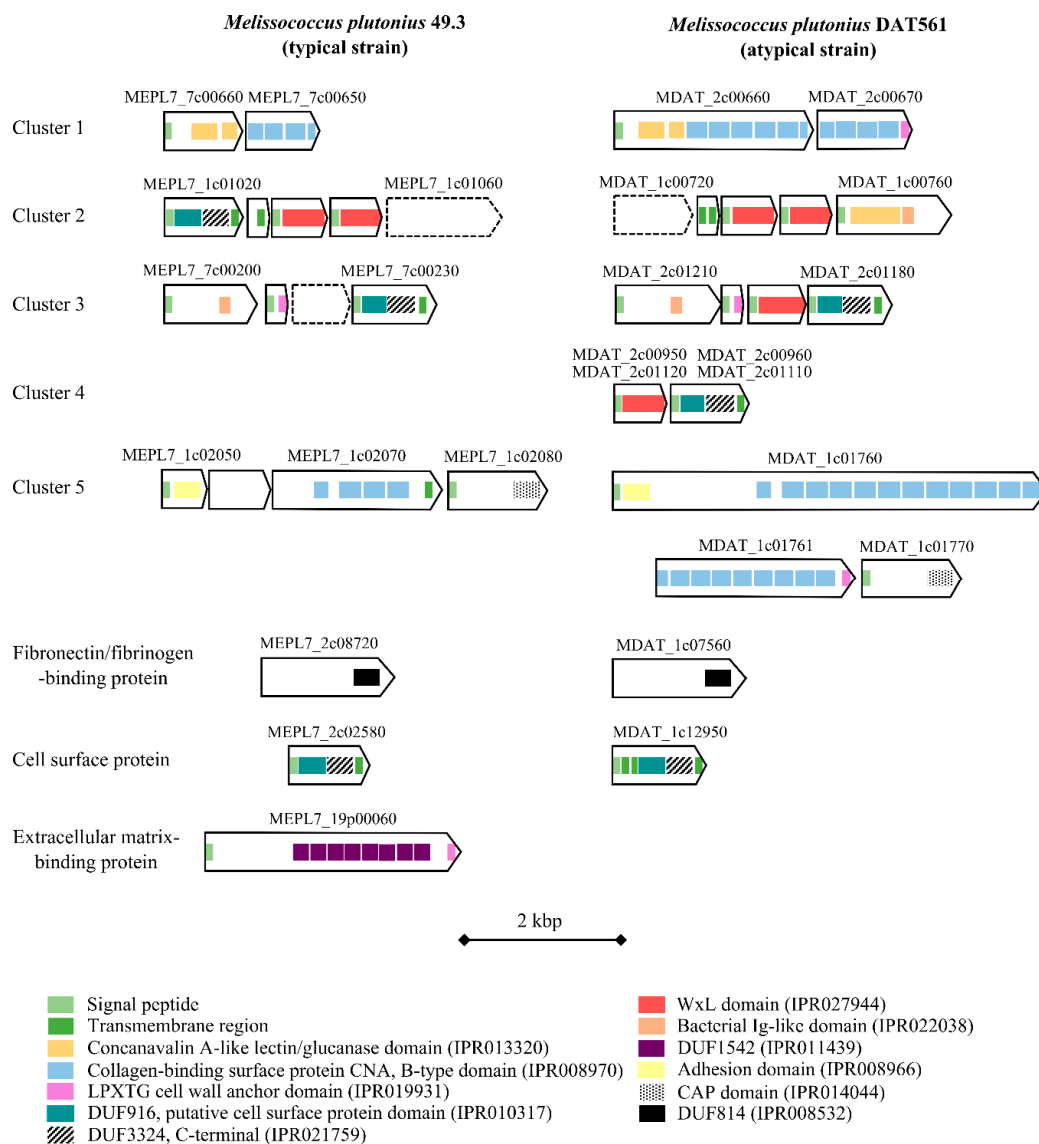 Melissococcus plutonius 49.3
(typical strain)
Melissococcus plutonius DAT561
(atypical strain)
MEPL7_7c00660 MEPL7_7c00650
MDAT_2c00660
MDAT_2c00670
Cluster 1
MEPL7_1c01020
MEPL7_1c01060
MDAT_1c00720
MDAT_1c00760
Cluster 2
MEPL7_7c00200
MEPL7_7c00230
MDAT_2c01210
MDAT_2c01180
Cluster 3
MDAT_2c00950
MDAT_2c00960
MDAT_2c01120
MDAT_2c01110
Cluster 4
MEPL7_1c02050
MEPL7_1c02070
MEPL7_1c02080
MDAT_1c01760
Cluster 5
MDAT_1c01761
MDAT_1c01770
MEPL7_2c08720
MDAT_1c07560
Fibronectin/fibrinogen
-binding protein
MEPL7_2c02580
MDAT_1c12950
Cell surface protein
MEPL7_19p00060
Extracellular matrix-
binding protein
2 kbp
Signal peptide
Transmembrane region
Concanavalin A-like lectin/glucanase domain (IPR013320)
Collagen-binding surface protein CNA, B-type domain (IPR008970)
LPXTG cell wall anchor domain (IPR019931)
DUF916, putative cell surface protein domain (IPR010317)
DUF3324, C-terminal (IPR021759)
WxL domain (IPR027944)
Bacterial Ig-like domain (IPR022038)
DUF1542 (IPR011439)
Adhesion domain (IPR008966)
CAP domain (IPR014044)
DUF814 (IPR008532)